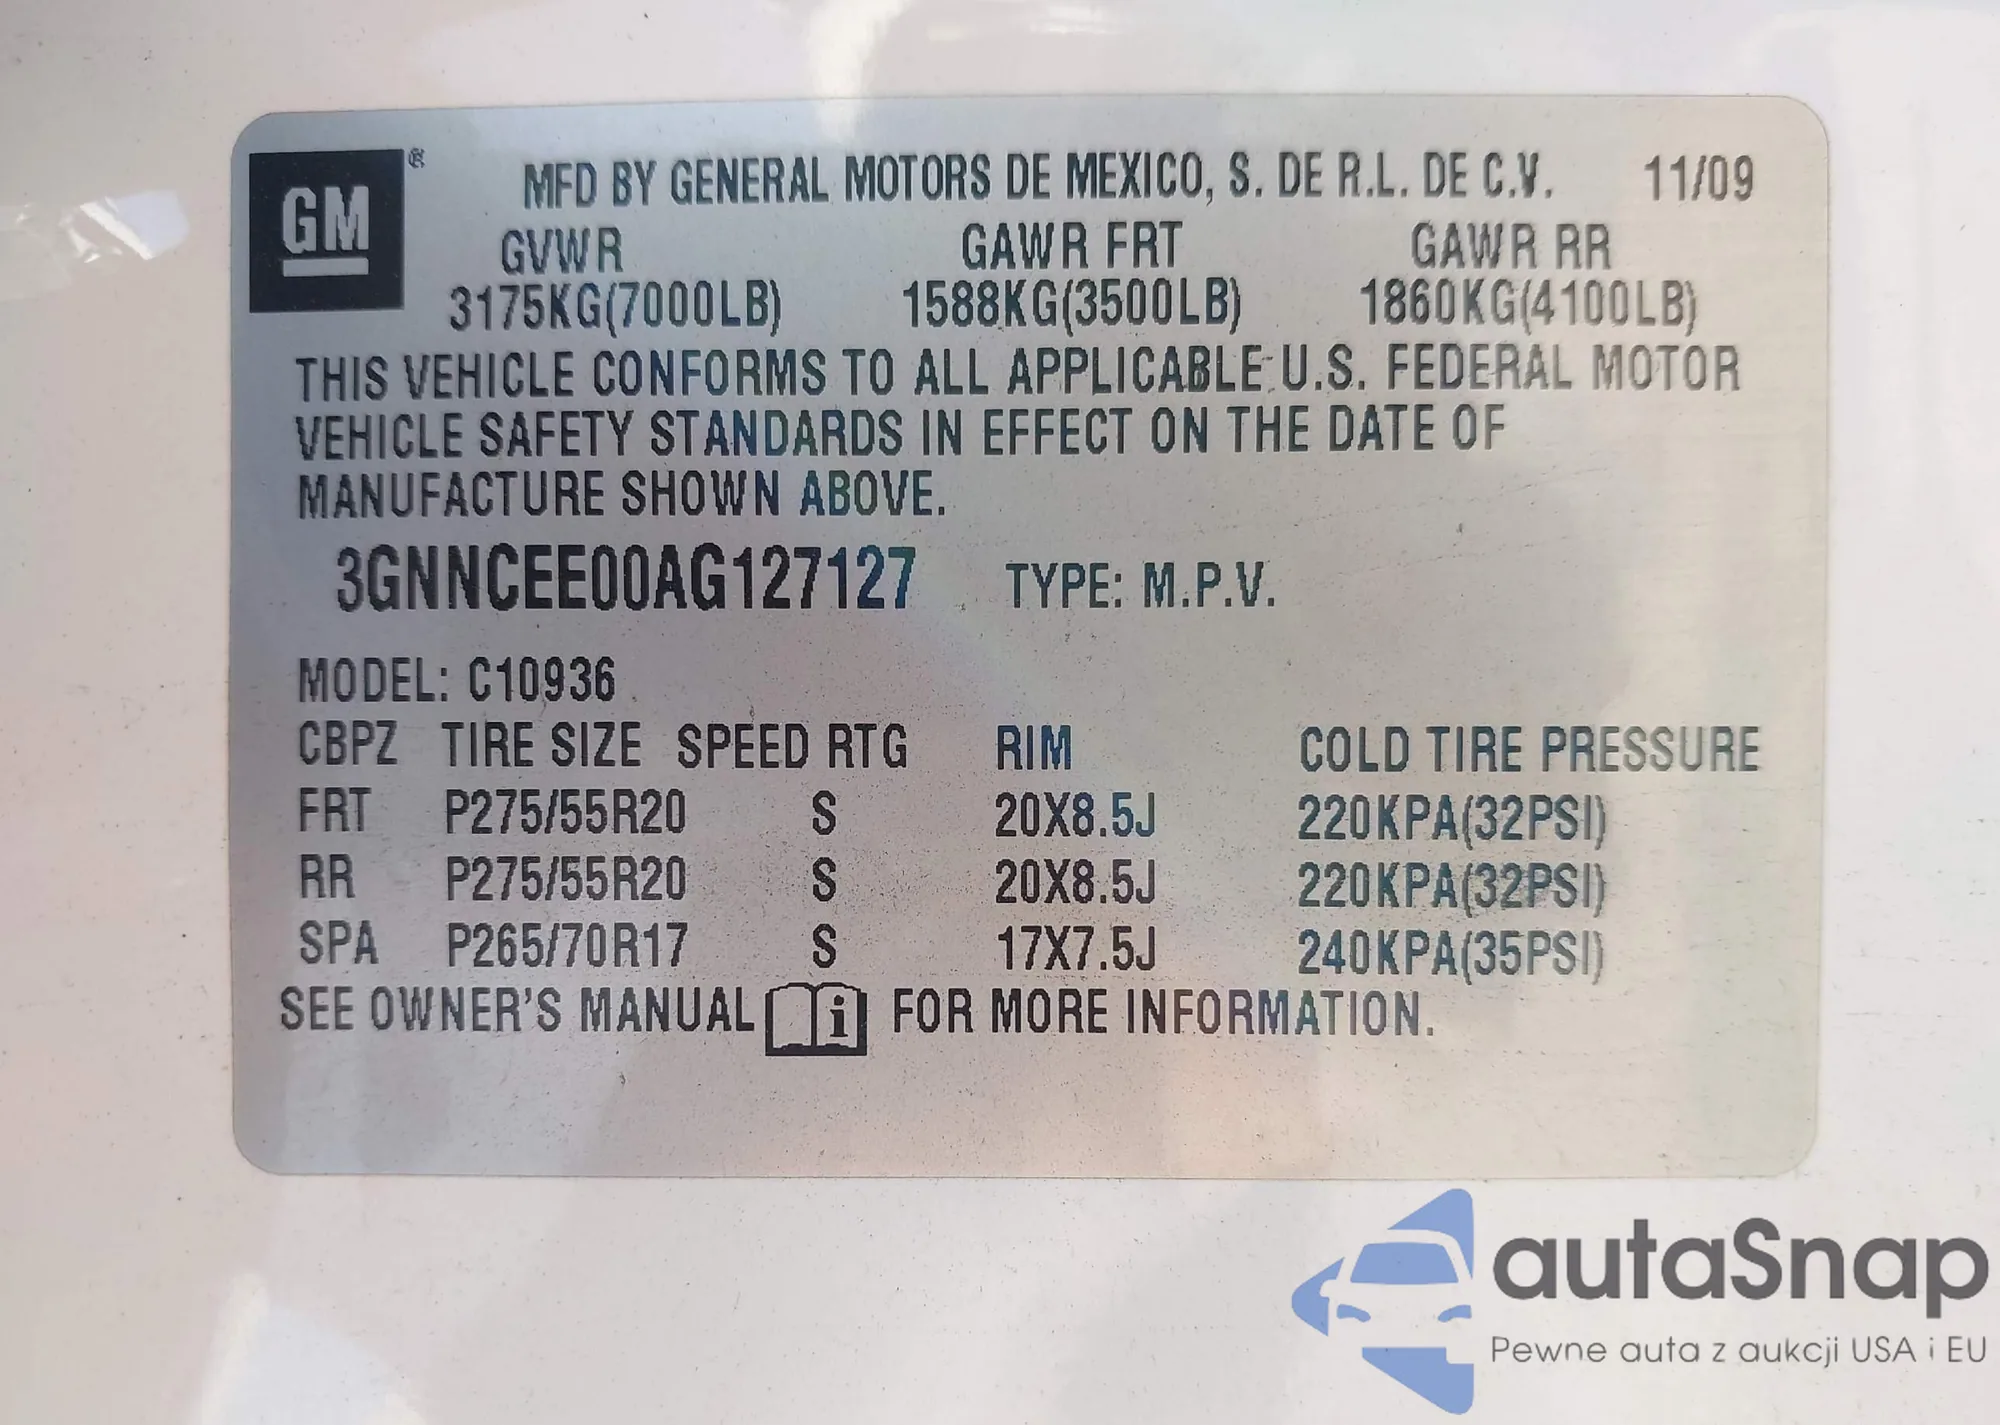 GM
®
MFD BY GENERAL MOTORS DE MEXICO, S. DE R.L. DE C.V. 11/09
GVWR GAWR FRT GAWR RR
3175KG(7000LB) 1588KG(3500LB) 1860KG(4100LB)
THIS VEHICLE CONFORMS TO ALL APPLICABLE U.S. FEDERAL MOTOR
VEHICLE SAFETY STANDARDS IN EFFECT ON THE DATE OF
MANUFACTURE SHOWN ABOVE.
3GNNCEE00AG127127 TYPE: M.P.V.
MODEL: C10936
CBPZ TIRE SIZE SPEED RTG RIM COLD TIRE PRESSURE
FRT P275/55R20 S 20X8.5J 220KPA(32PSI)
RR P275/55R20 S 20X8.5J 220KPA(32PSI)
SPA P265/70R17 S 17X7.5J 240KPA(35PSI)
SEE OWNER'S MANUAL i FOR MORE INFORMATION.
autaSnap
Pewne auta z aukcji USA i EU